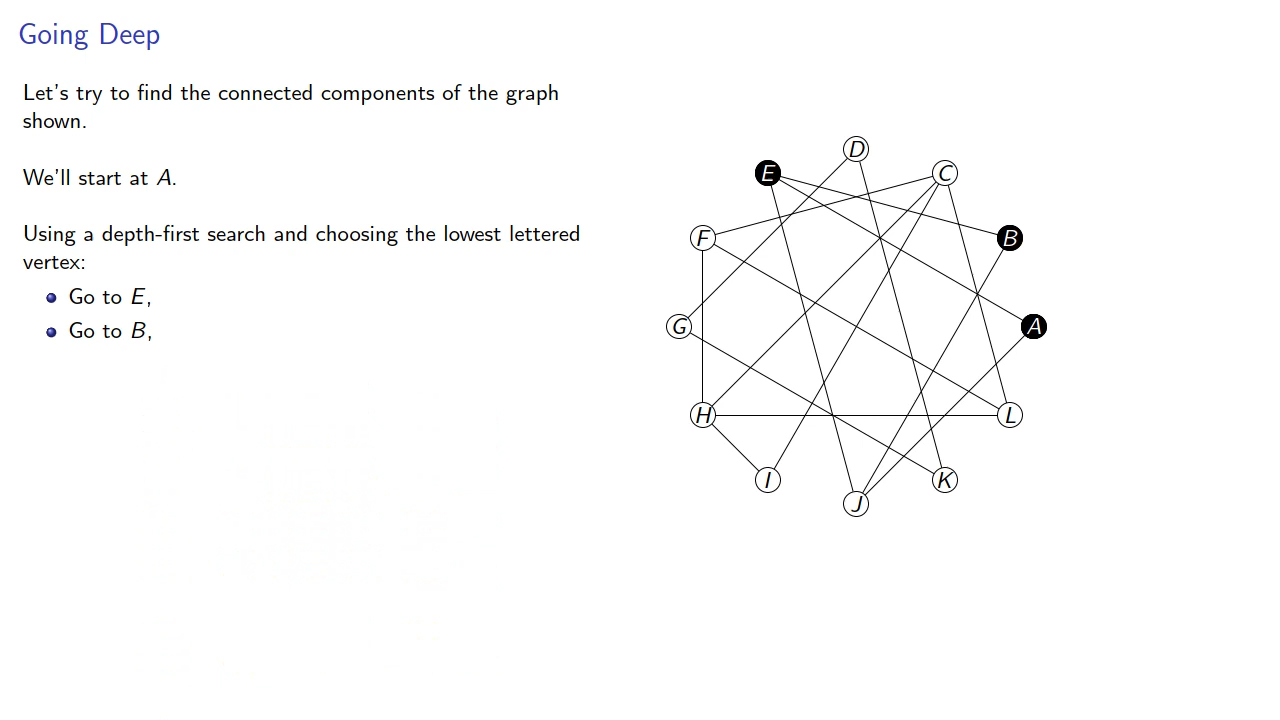 Going Deep
Let's try to find the connected components of the graph
shown.
We'll start at A.
Using a depth-first search and choosing the lowest lettered
vertex:
Go to E,
Go to B,
D
E
C
F
B
G
A
H
L
I
K
J